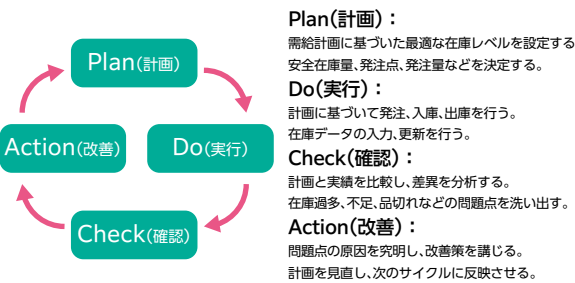 Plan(計画)
Do(実行)
Check(確認)
Action(改善)
Plan(計画)：
需給計画に基づいた最適な在庫レベルを設定する
安全在庫量、発注点、発注量などを決定する。
Do(実行)：
計画に基づいて発注、入庫、出庫を行う。
在庫データの入力、更新を行う。
Check(確認)：
計画と実績を比較し、差異を分析する。
在庫過多、不足、品切れなどの問題点を洗い出す。
Action(改善)：
問題点の原因を究明し、改善策を講じる。
計画を見直し、次のサイクルに反映させる。